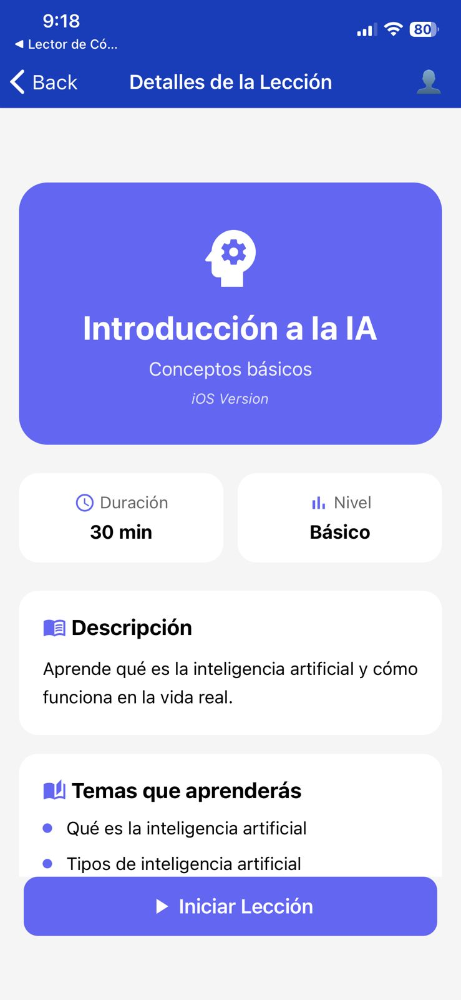 9:18
80
◀ Lector de Có...
Back
Detalles de la Lección
Introducción a la IA
Conceptos básicos
iOS Version
Duración
30 min
Nivel
Básico
Descripción
Aprende qué es la inteligencia artificial y cómo
funciona en la vida real.
Temas que aprenderás
Qué es la inteligencia artificial
Tipos de inteligencia artificial
Iniciar Lección